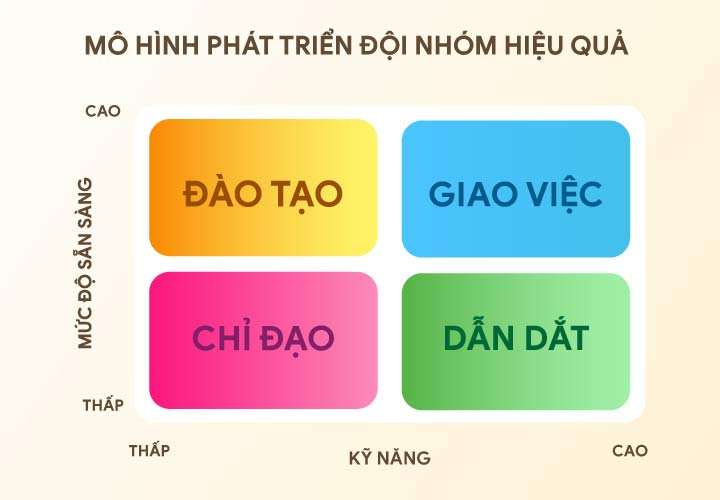 MÔ HÌNH PHÁT TRIỂN ĐỘI NHÓM HIỆU QUẢ
CAO
MỨC ĐỘ SẴN SÀNG
ĐÀO TẠO
GIAO VIỆC
CHỈ ĐẠO
DẪN DẮT
THẤP
THẤP
KỸ NĂNG
CAO